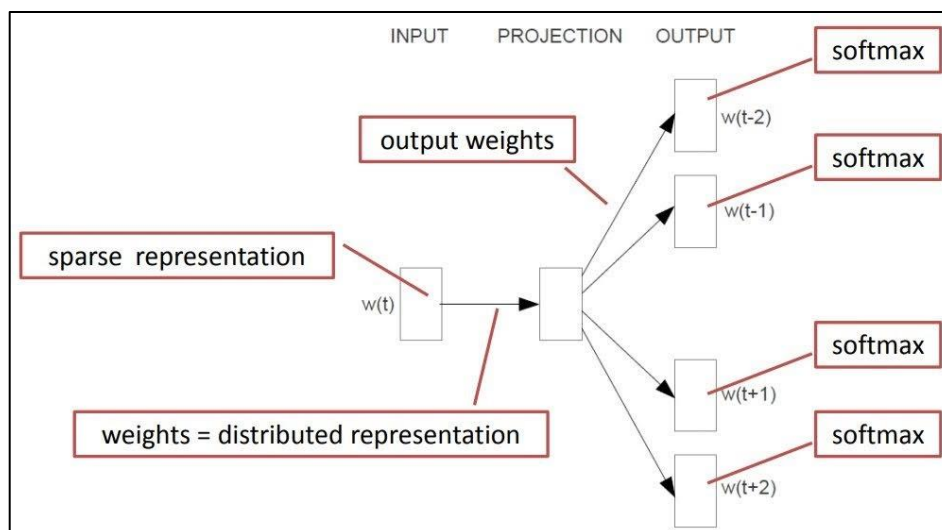 INPUT PROJECTION OUTPUT
softmax
w(t-2)
output weights
softmax
w(t-1)
sparse representation
w(t)
softmax
w(t+1)
weights = distributed representation
softmax
w(t+2)